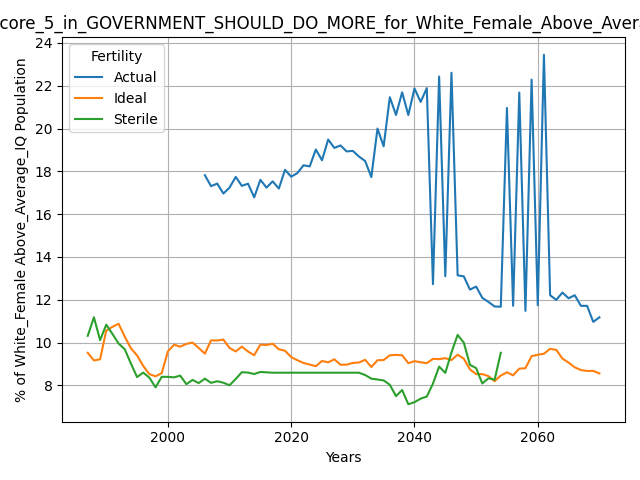 core_5_in_GOVERNMENT_SHOULD_DO_MORE_for_White_Female_Above_Avera
24
22
20
18
16
14
12
10
8
% of White_Female Above_Average_IQ Population
Fertility
Actual
Ideal
Sterile
2000
2020
2040
2060
Years